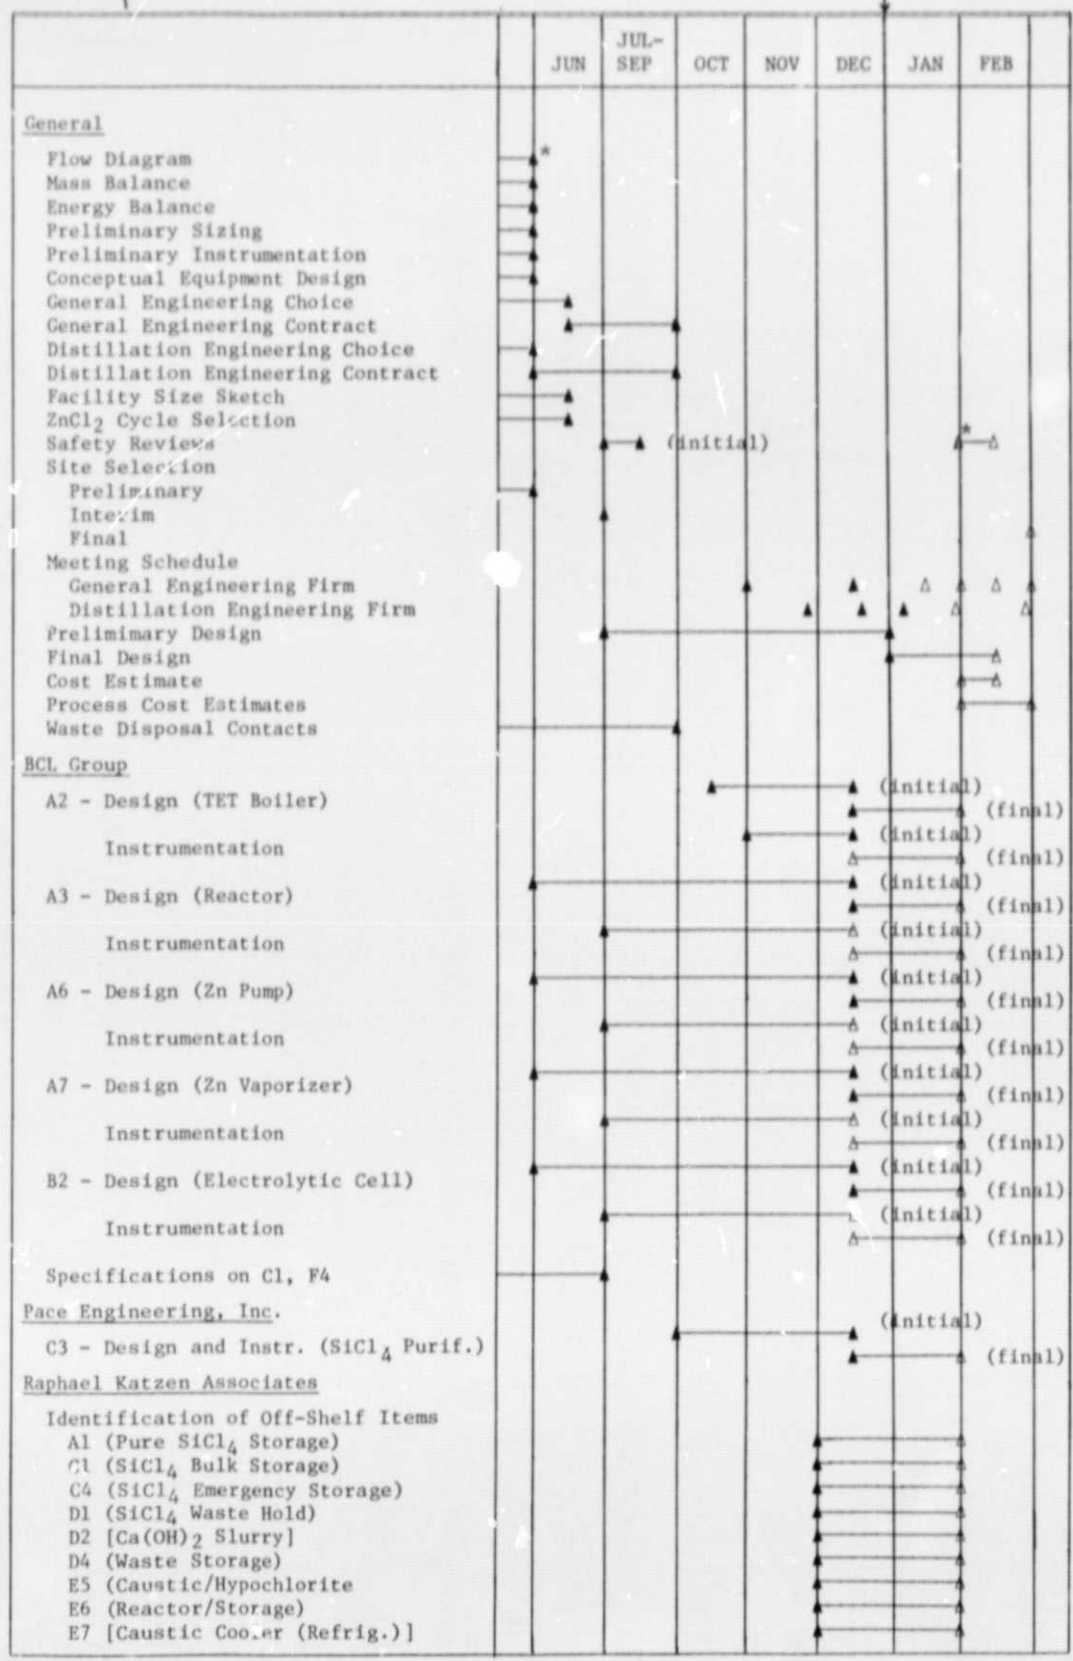 JUN JUL- SEP OCT NOV DEC JAN FEB
General
Flow Diagram *
Mass Balance
Energy Balance
Preliminary Sizing
Preliminary Instrumentation
Conceptual Equipment Design
General Engineering Choice
General Engineering Contract
Distillation Engineering Choice
Distillation Engineering Contract
Facility Size Sketch
ZnCl2 Cycle Selection
Safety Reviews (initial) *
Site Selection
Preliminary
Interim
Final
Meeting Schedule
General Engineering Firm
Distillation Engineering Firm
Prelimimary Design
Final Design
Cost Estimate
Process Cost Estimates
Waste Disposal Contacts
BCL Group
A2 - Design (TET Boiler) (initial)
(final)
Instrumentation (initial)
(final)
A3 - Design (Reactor) (initial)
(final)
Instrumentation (initial)
(final)
A6 - Design (Zn Pump) (initial)
(final)
Instrumentation (initial)
(final)
A7 - Design (Zn Vaporizer) (initial)
(final)
Instrumentation (initial)
(final)
B2 - Design (Electrolytic Cell) (initial)
(final)
Instrumentation (initial)
(final)
Specifications on C1, F4
Pace Engineering, Inc.
C3 - Design and Instr. (SiCl4 Purif.) (initial)
(final)
Raphael Katzen Associates
Identification of Off-Shelf Items
A1 (Pure SiCl4 Storage)
C1 (SiCl4 Bulk Storage)
C4 (SiCl4 Emergency Storage)
D1 (SiCl4 Waste Hold)
D2 [Ca(OH)2 Slurry]
D4 (Waste Storage)
E5 (Caustic/Hypochlorite
E6 (Reactor/Storage)
E7 [Caustic Cooler (Refrig.)]